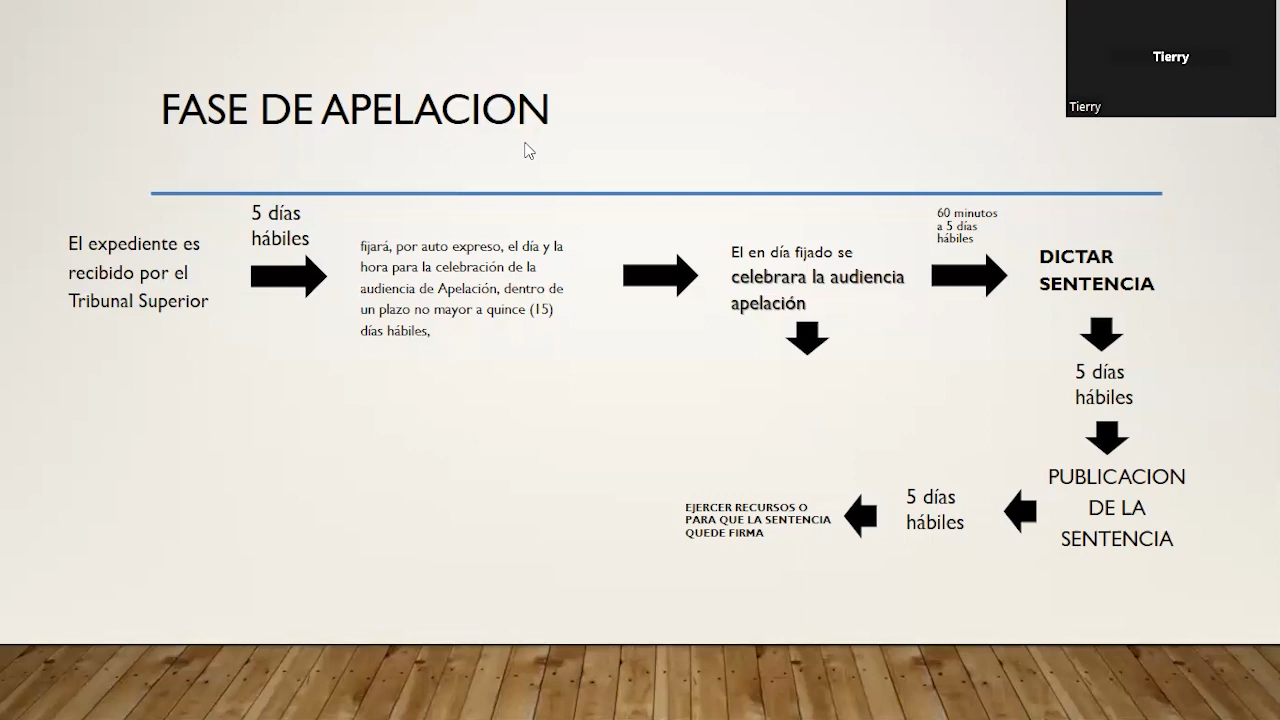 Tierry
Tierry
FASE DE APELACION
El expediente es
recibido por el
Tribunal Superior
5 días
hábiles
fijará, por auto expreso, el día y la
hora para la celebración de la
audiencia de Apelación, dentro de
un plazo no mayor a quince (15)
días hábiles,
El en día fijado se
celebrara la audiencia
apelación
60 minutos
a 5 días
hábiles
DICTAR
SENTENCIA
5 días
hábiles
PUBLICACION
DE LA
SENTENCIA
5 días
hábiles
EJERCER RECURSOS O
PARA QUE LA SENTENCIA
QUEDE FIRMA